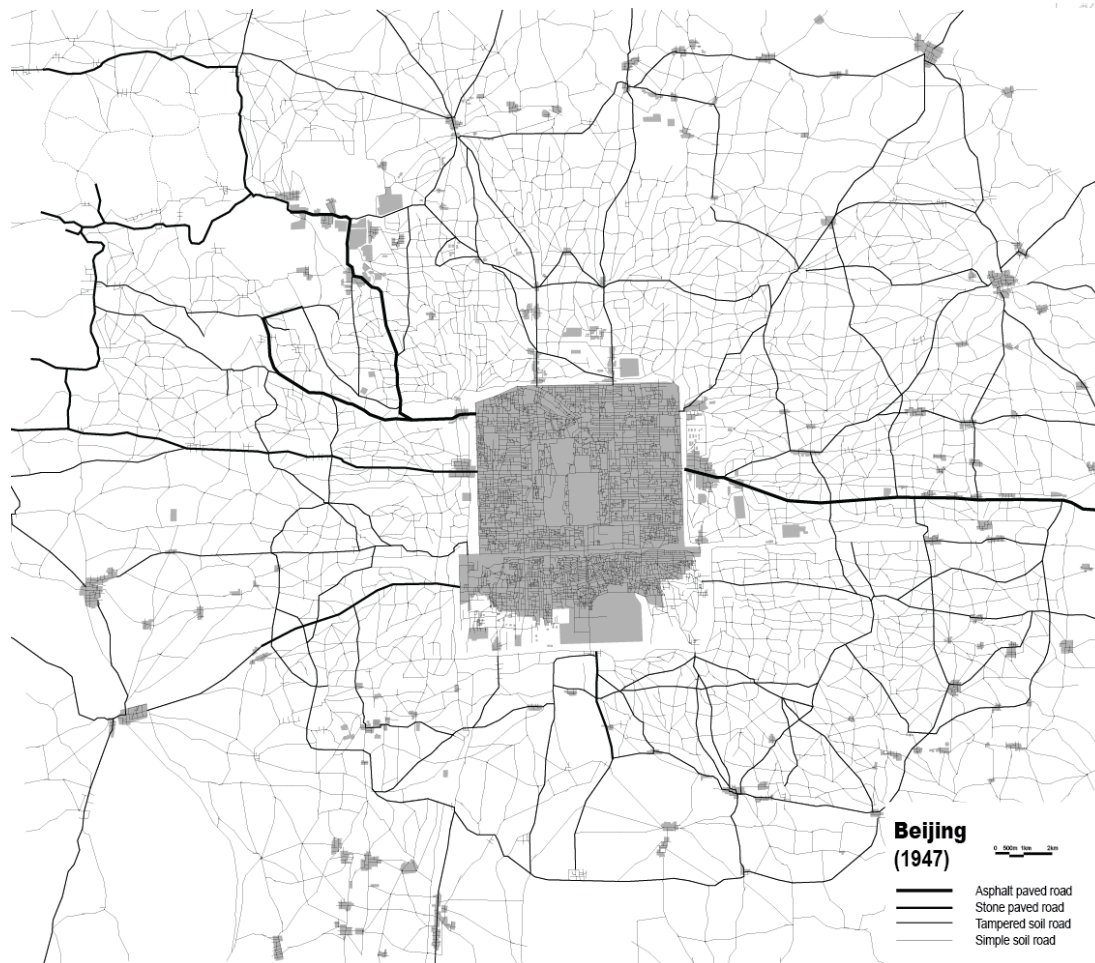 Beijing
(1947)
0 500m 1km 2km
Asphalt paved road
Stone paved road
Tampered soil road
Simple soil road